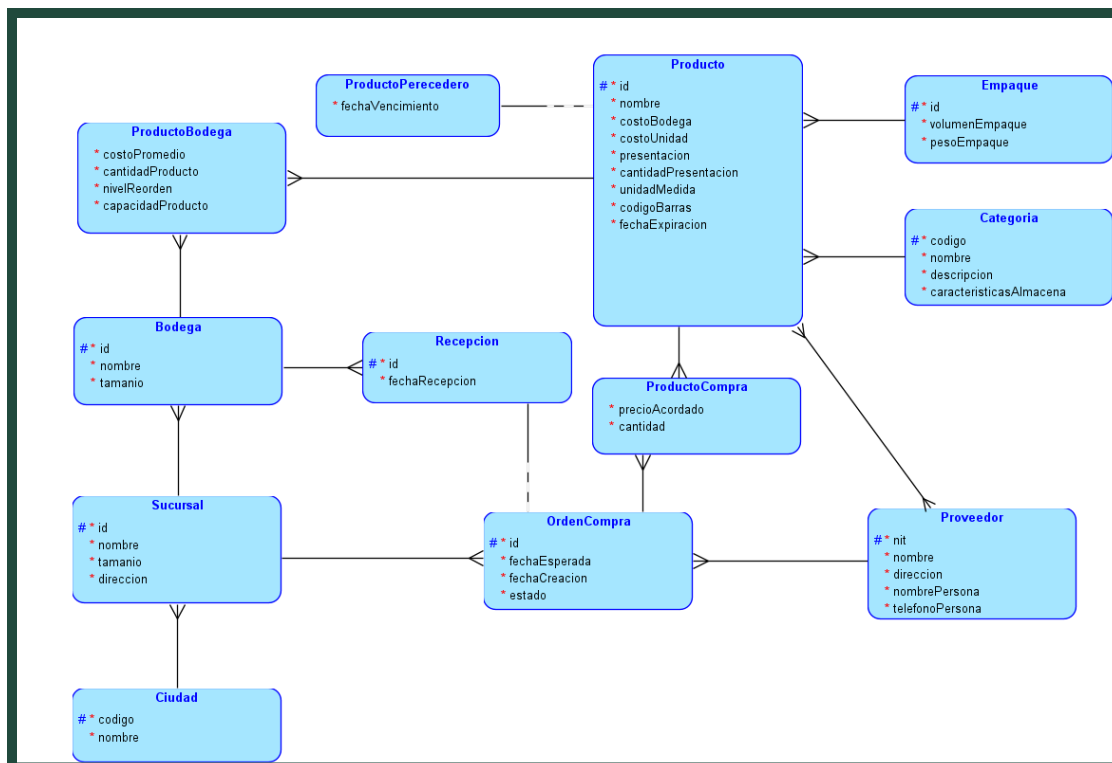 Producto
# * id
* nombre
* costoBodega
* costoUnidad
* presentacion
* cantidadPresentacion
* unidadMedida
* codigoBarras
* fechaExpiracion
ProductoPerecedero
* fechaVencimiento
Empaque
# * id
* volumenEmpaque
* pesoEmpaque
ProductoBodega
* costoPromedio
* cantidadProducto
* nivelReorden
* capacidadProducto
Categoria
# * codigo
* nombre
* descripcion
* caracteristicasAlmacena
Bodega
# * id
* nombre
* tamanio
Recepcion
# * id
* fechaRecepcion
ProductoCompra
* precioAcordado
* cantidad
Sucursal
# * id
* nombre
* tamanio
* direccion
OrdenCompra
# * id
* fechaEsperada
* fechaCreacion
* estado
Proveedor
# * nit
* nombre
* direccion
* nombrePersona
* telefonoPersona
Ciudad
# * codigo
* nombre